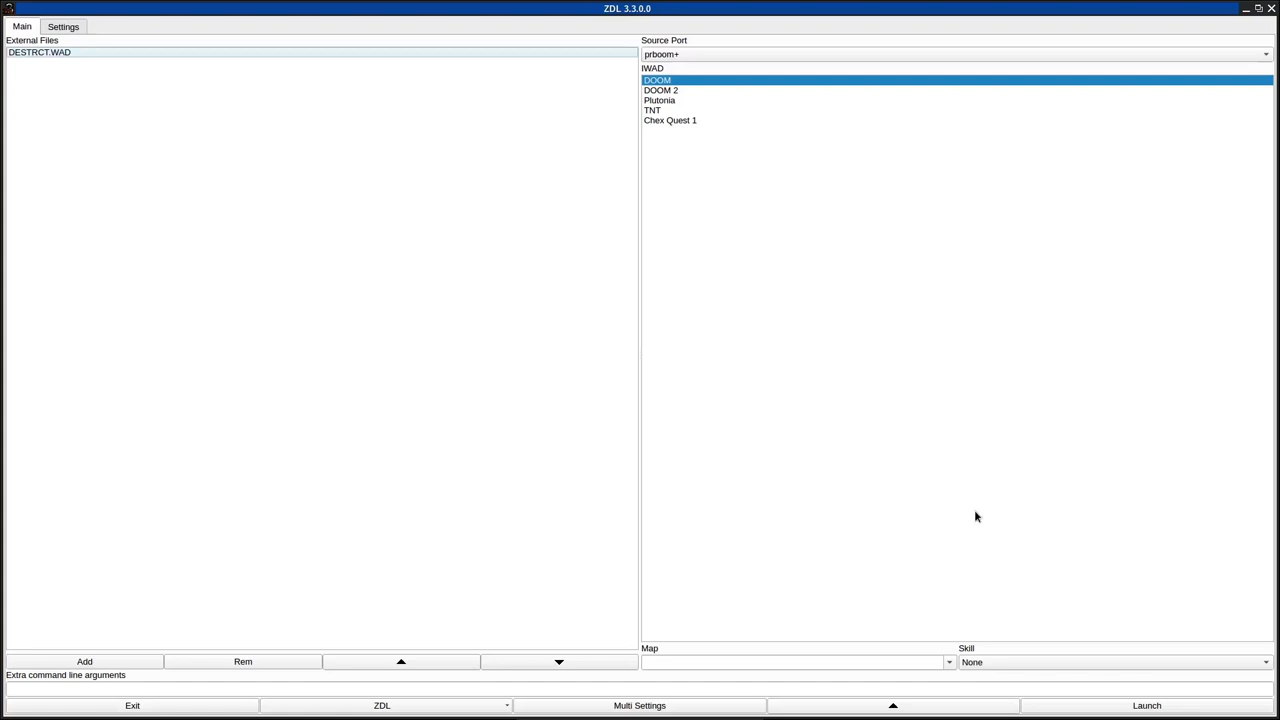 ZDL 3.3.0.0
Main Settings
External Files
DESTRCT.WAD
Source Port
prboom+
IWAD
DOOM
DOOM 2
Plutonia
TNT
Chex Quest 1
Map Skill
None
Add Rem
Extra command line arguments
Exit ZDL Multi Settings Launch